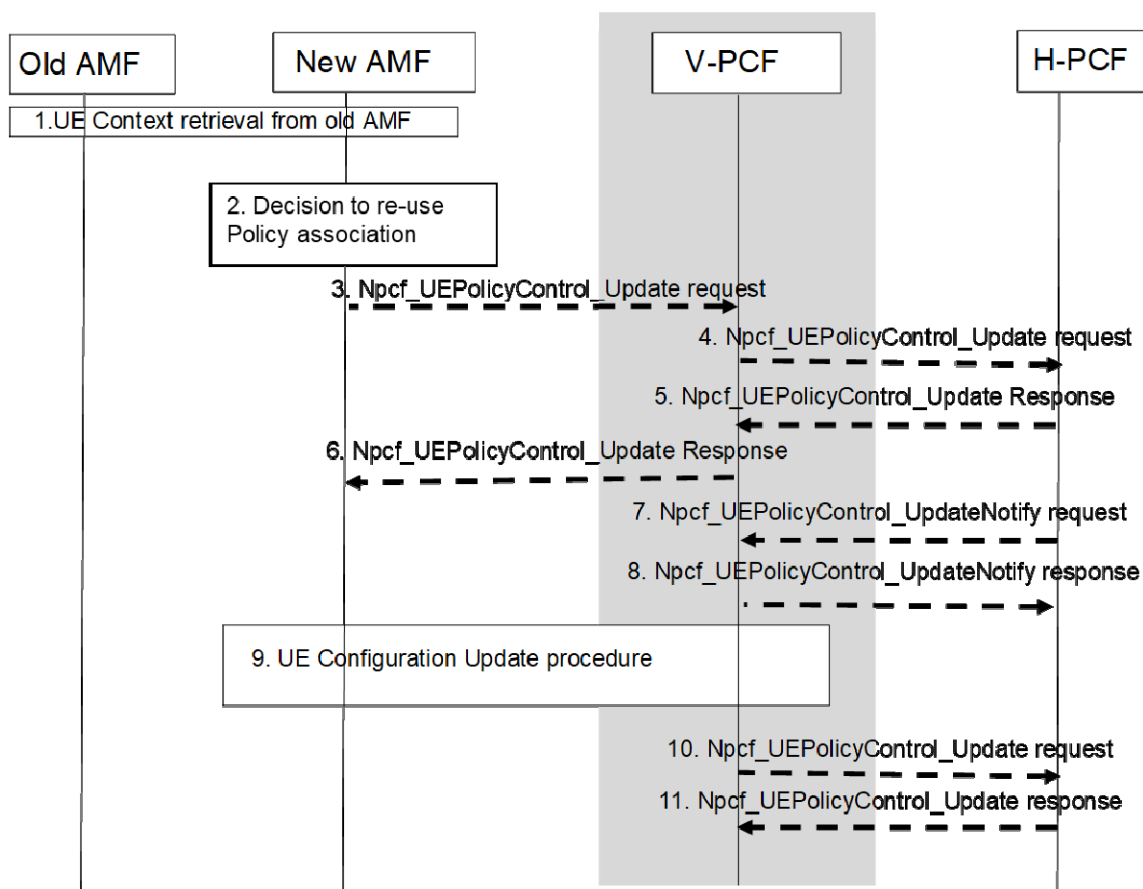 Old AMF
New AMF
V-PCF
H-PCF
1.UE Context retrieval from old AMF
2. Decision to re-use
Policy association
3. Npcf_UEPolicyControl_Update request
4. Npcf_UEPolicyControl_Update request
5. Npcf_UEPolicyControl_Update Response
6. Npcf_UEPolicyControl_Update Response
7. Npcf_UEPolicyControl_UpdateNotify request
8. Npcf_UEPolicyControl_UpdateNotify response
9. UE Configuration Update procedure
10. Npcf_UEPolicyControl_Update request
11. Npcf_UEPolicyControl_Update response